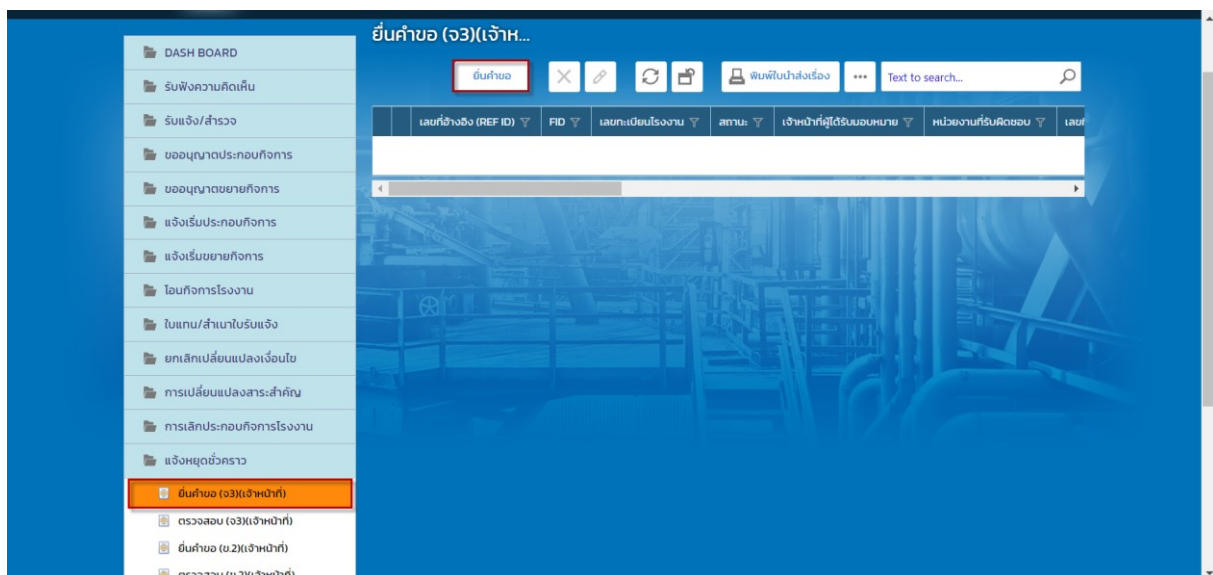 ยื่นคำขอ (จ3)(เจ้าห...
DASH BOARD
ยื่นคำขอ
พิมพ์ใบนำส่งเรื่อง
Text to search...
รับฟังความคิดเห็น
รับแจ้ง/สำรวจ
เลขที่อ้างอิง (REF ID) FID เลขทะเบียนโรงงาน สถานะ เจ้าหน้าที่ผู้ได้รับมอบหมาย หน่วยงานที่รับผิดชอบ
ขออนุญาตประกอบกิจการ
ขออนุญาตขยายกิจการ
แจ้งเริ่มประกอบกิจการ
แจ้งเริ่มขยายกิจการ
โอนกิจการโรงงาน
ใบแทน/สำเนาใบรับแจ้ง
ยกเลิกเปลี่ยนแปลงเงื่อนไข
การเปลี่ยนแปลงสาระสำคัญ
การเลิกประกอบกิจการโรงงาน
แจ้งหยุดชั่วคราว
ยื่นคำขอ (จ3)(เจ้าหน้าที่)
ตรวจสอบ (จ3)(เจ้าหน้าที่)
ยื่นคำขอ (ข.2)(เจ้าหน้าที่)